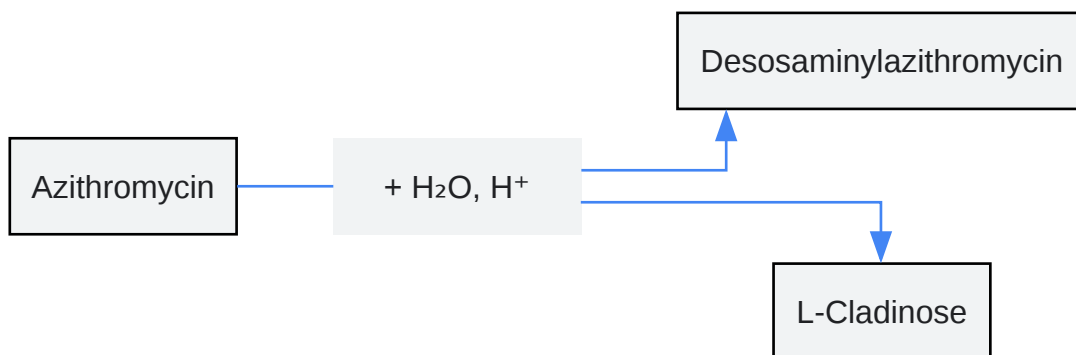 Desosaminylazithromycin
Azithromycin
+ H₂O, H⁺
L-Cladinose